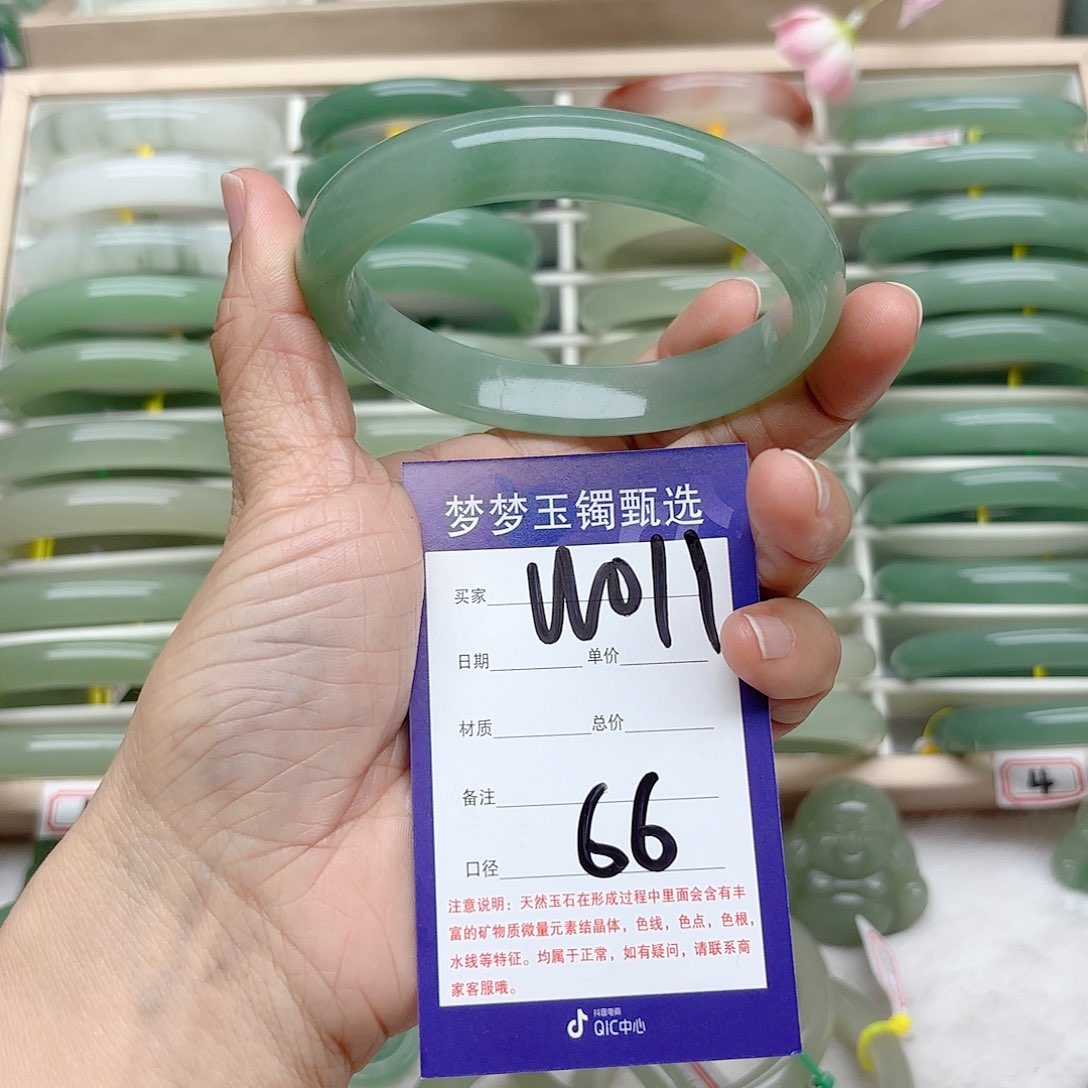 梦梦玉镯甄选
买家 W011
日期 单价
材质 总价
备注
口径 66
注意说明：天然玉石在形成过程中里面会含有丰
富的矿物质微量元素结晶体，色线，色点，色根，
水线等特征。均属于正常，如有疑问，请联系商
家客服哦。
抖音电商
QIC中心
4